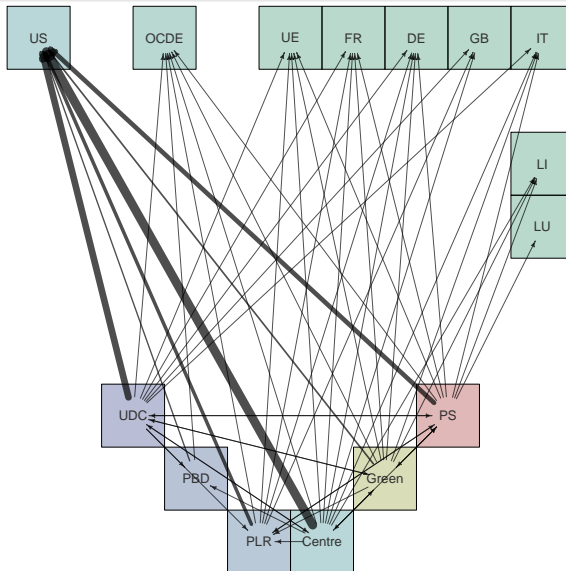 US OCDE UE FR DE GB IT
LI
LU
UDC PS
PBD Green
PLR Centre